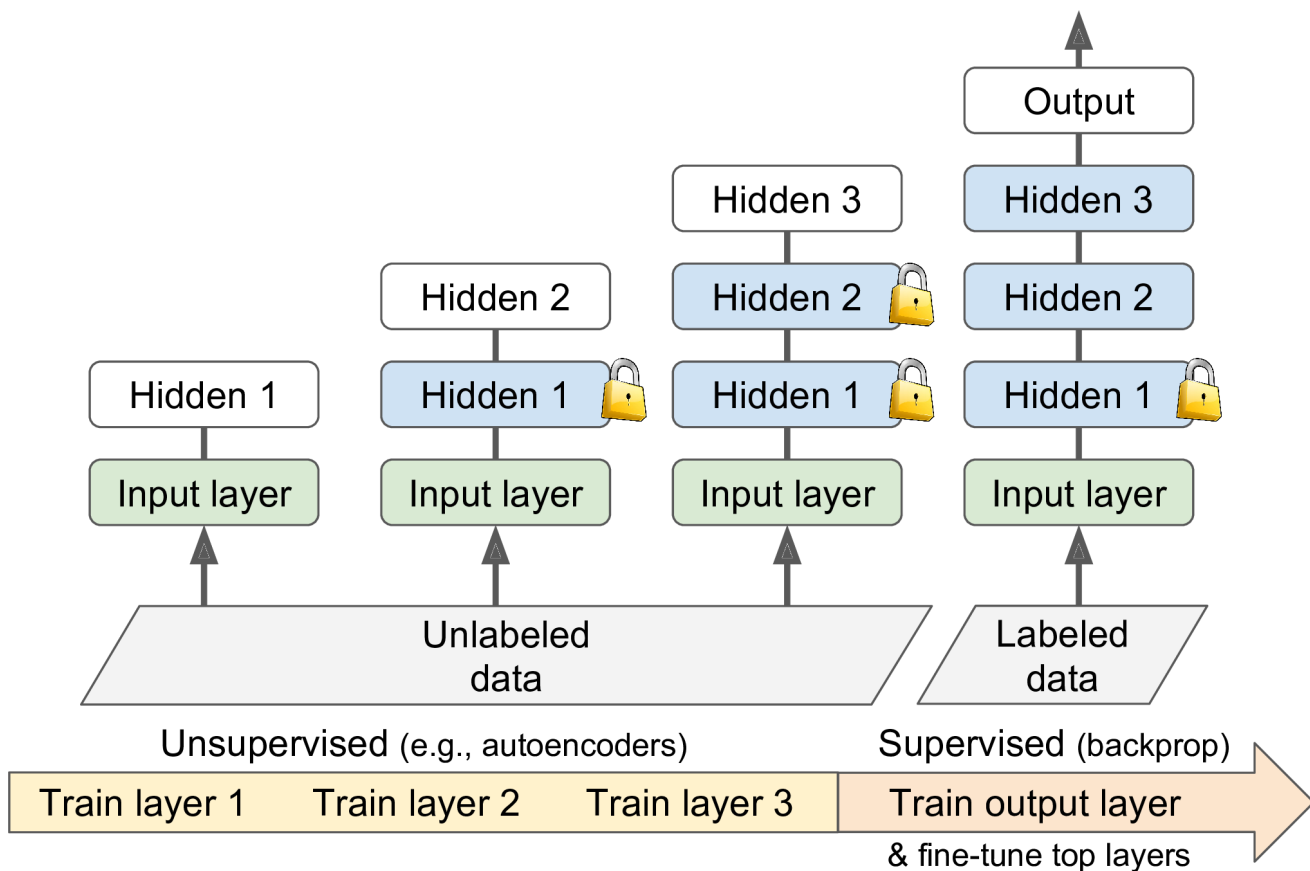 Output
Hidden 3
Hidden 3
Hidden 2
Hidden 2
Hidden 2
Hidden 1
Hidden 1
Hidden 1
Hidden 1
Input layer
Input layer
Input layer
Input layer
Unlabeled
data
Labeled
data
Unsupervised (e.g., autoencoders)
Supervised (backprop)
Train layer 1
Train layer 2
Train layer 3
Train output layer
& fine-tune top layers